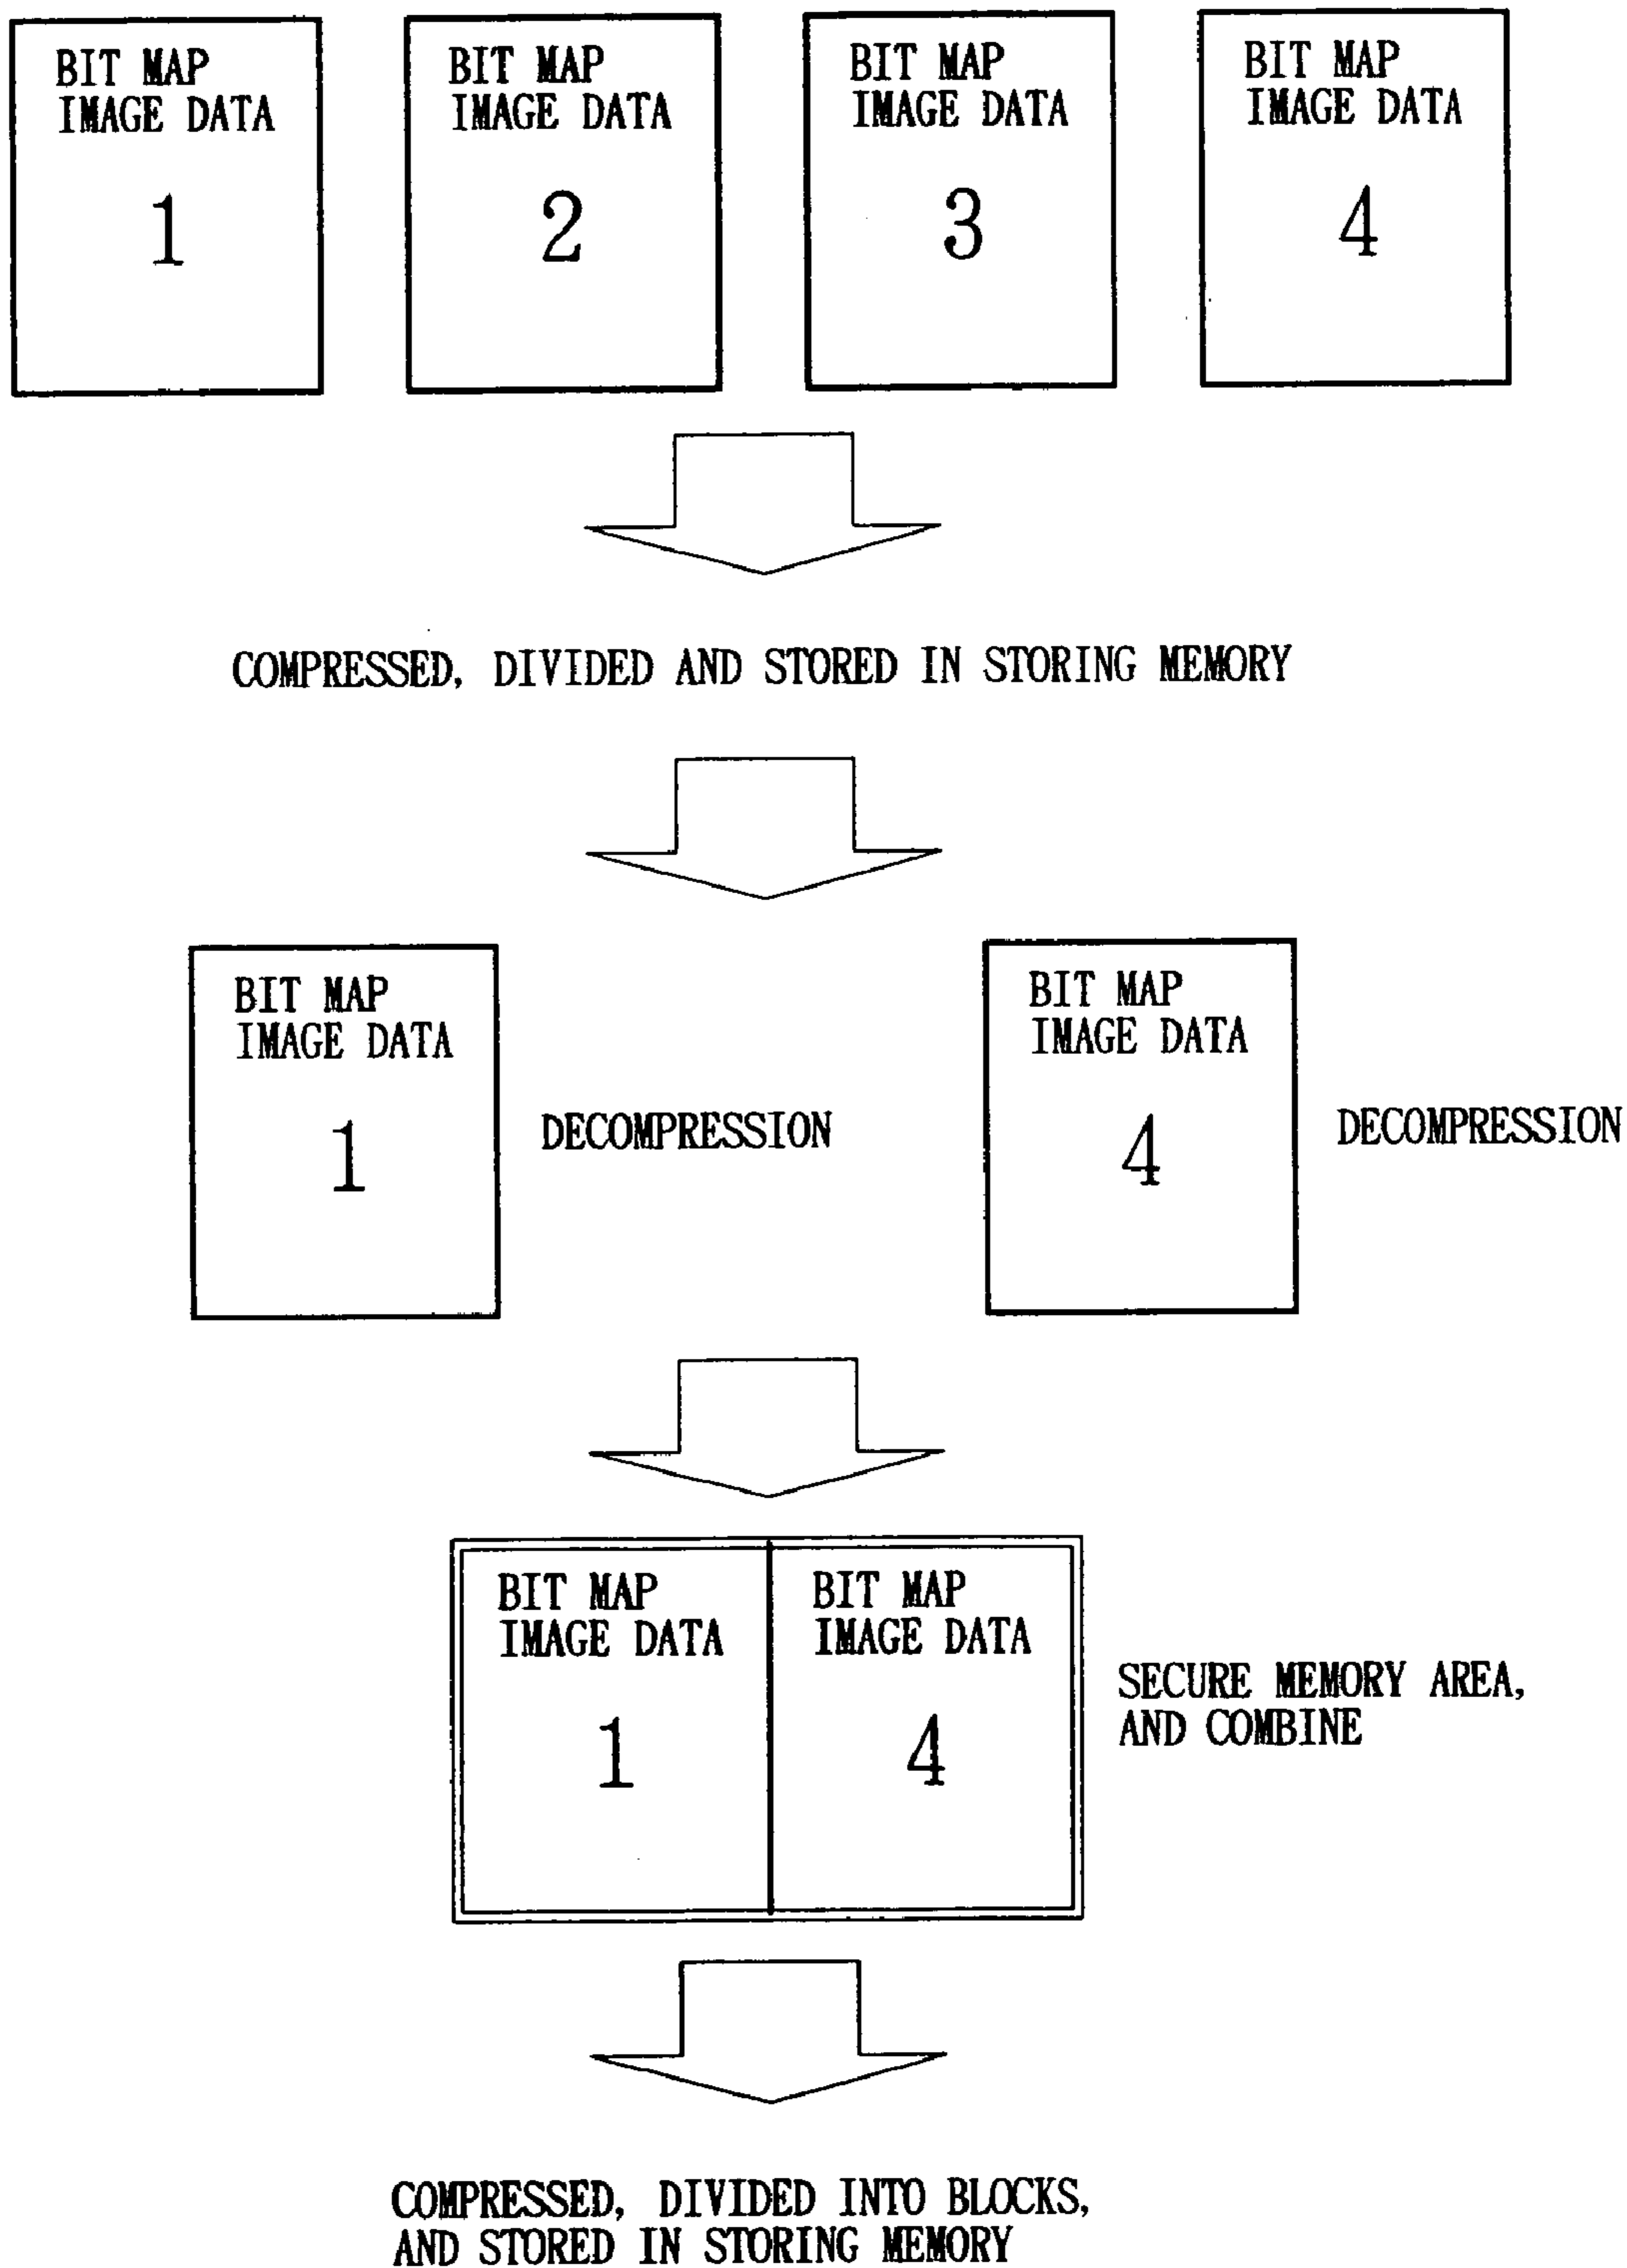 BIT MAP
IMAGE DATA
1
BIT MAP
IMAGE DATA
2
BIT MAP
IMAGE DATA
3
BIT MAP
IMAGE DATA
4
COMPRESSED, DIVIDED AND STORED IN STORING MEMORY
BIT MAP
IMAGE DATA
1
DECOMPRESSION
BIT MAP
IMAGE DATA
4
DECOMPRESSION
BIT MAP
IMAGE DATA
1
BIT MAP
IMAGE DATA
4
SECURE MEMORY AREA,
AND COMBINE
COMPRESSED, DIVIDED INTO BLOCKS,
AND STORED IN STORING MEMORY